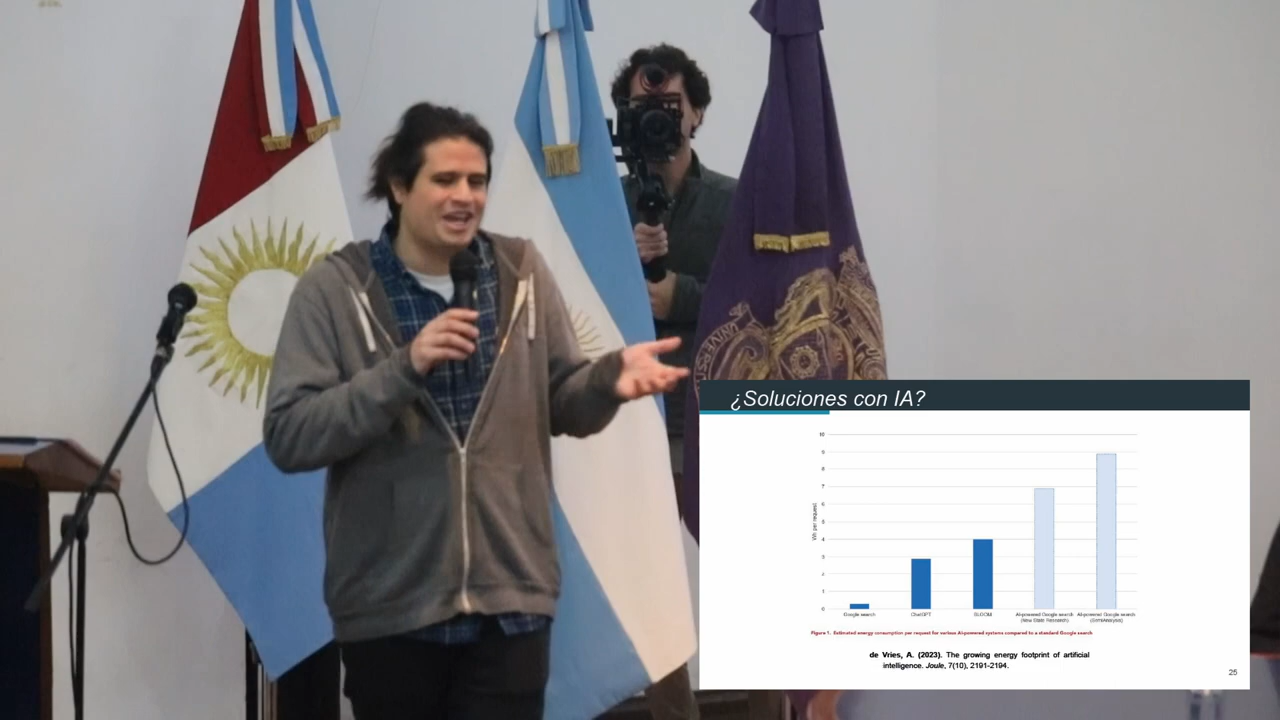 ¿Soluciones con IA?
10
9
8
7
6
5
4
3
2
1
0
Wh per request
Google search
ChatGPT
BLOOM
AI-powered Google search
(New Street Research)
AI-powered Google search
(SemiAnalysis)
Figure 1. Estimated energy consumption per request for various AI-powered systems compared to a standard Google search
de Vries, A. (2023). The growing energy footprint of artificial
intelligence. Joule, 7(10), 2191-2194.
25